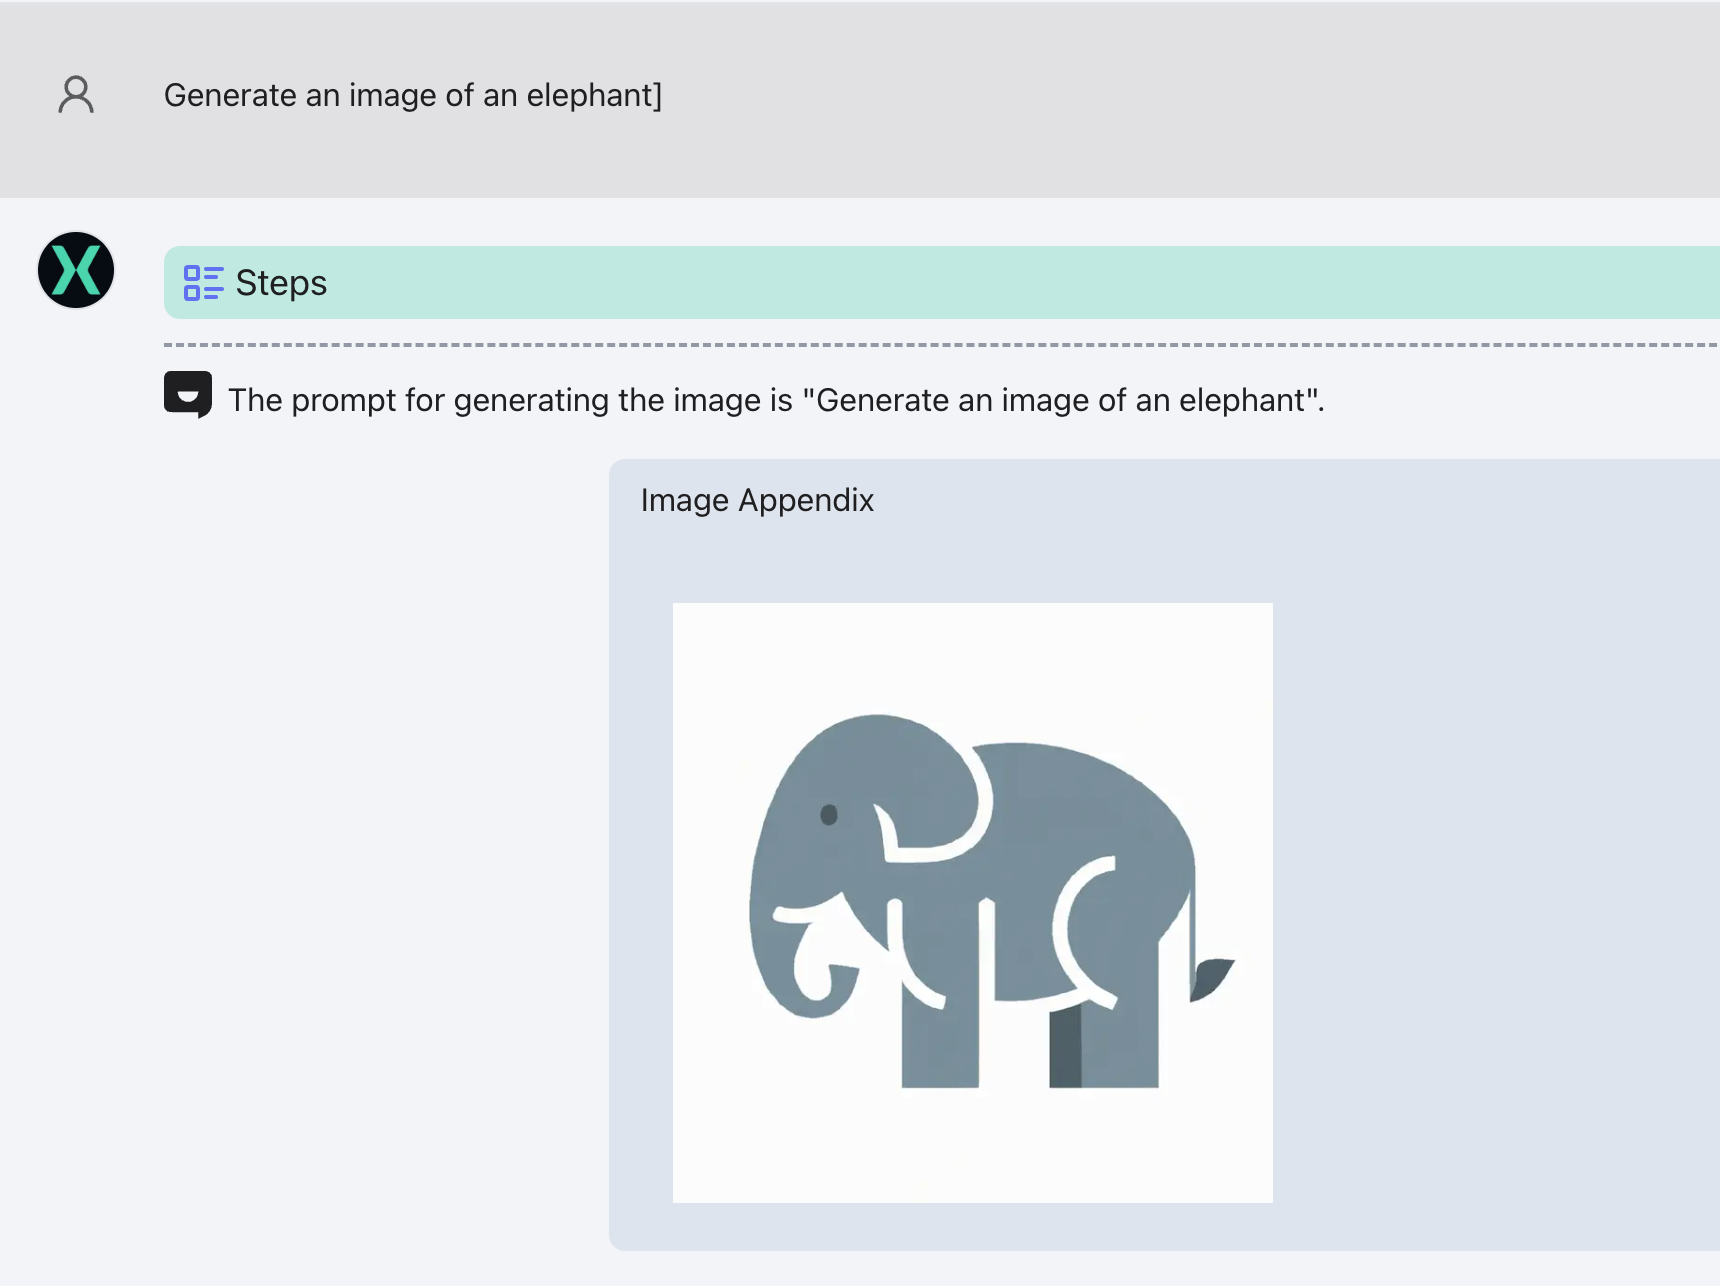 Generate an image of an elephant]
Steps
The prompt for generating the image is "Generate an image of an elephant".
Image Appendix